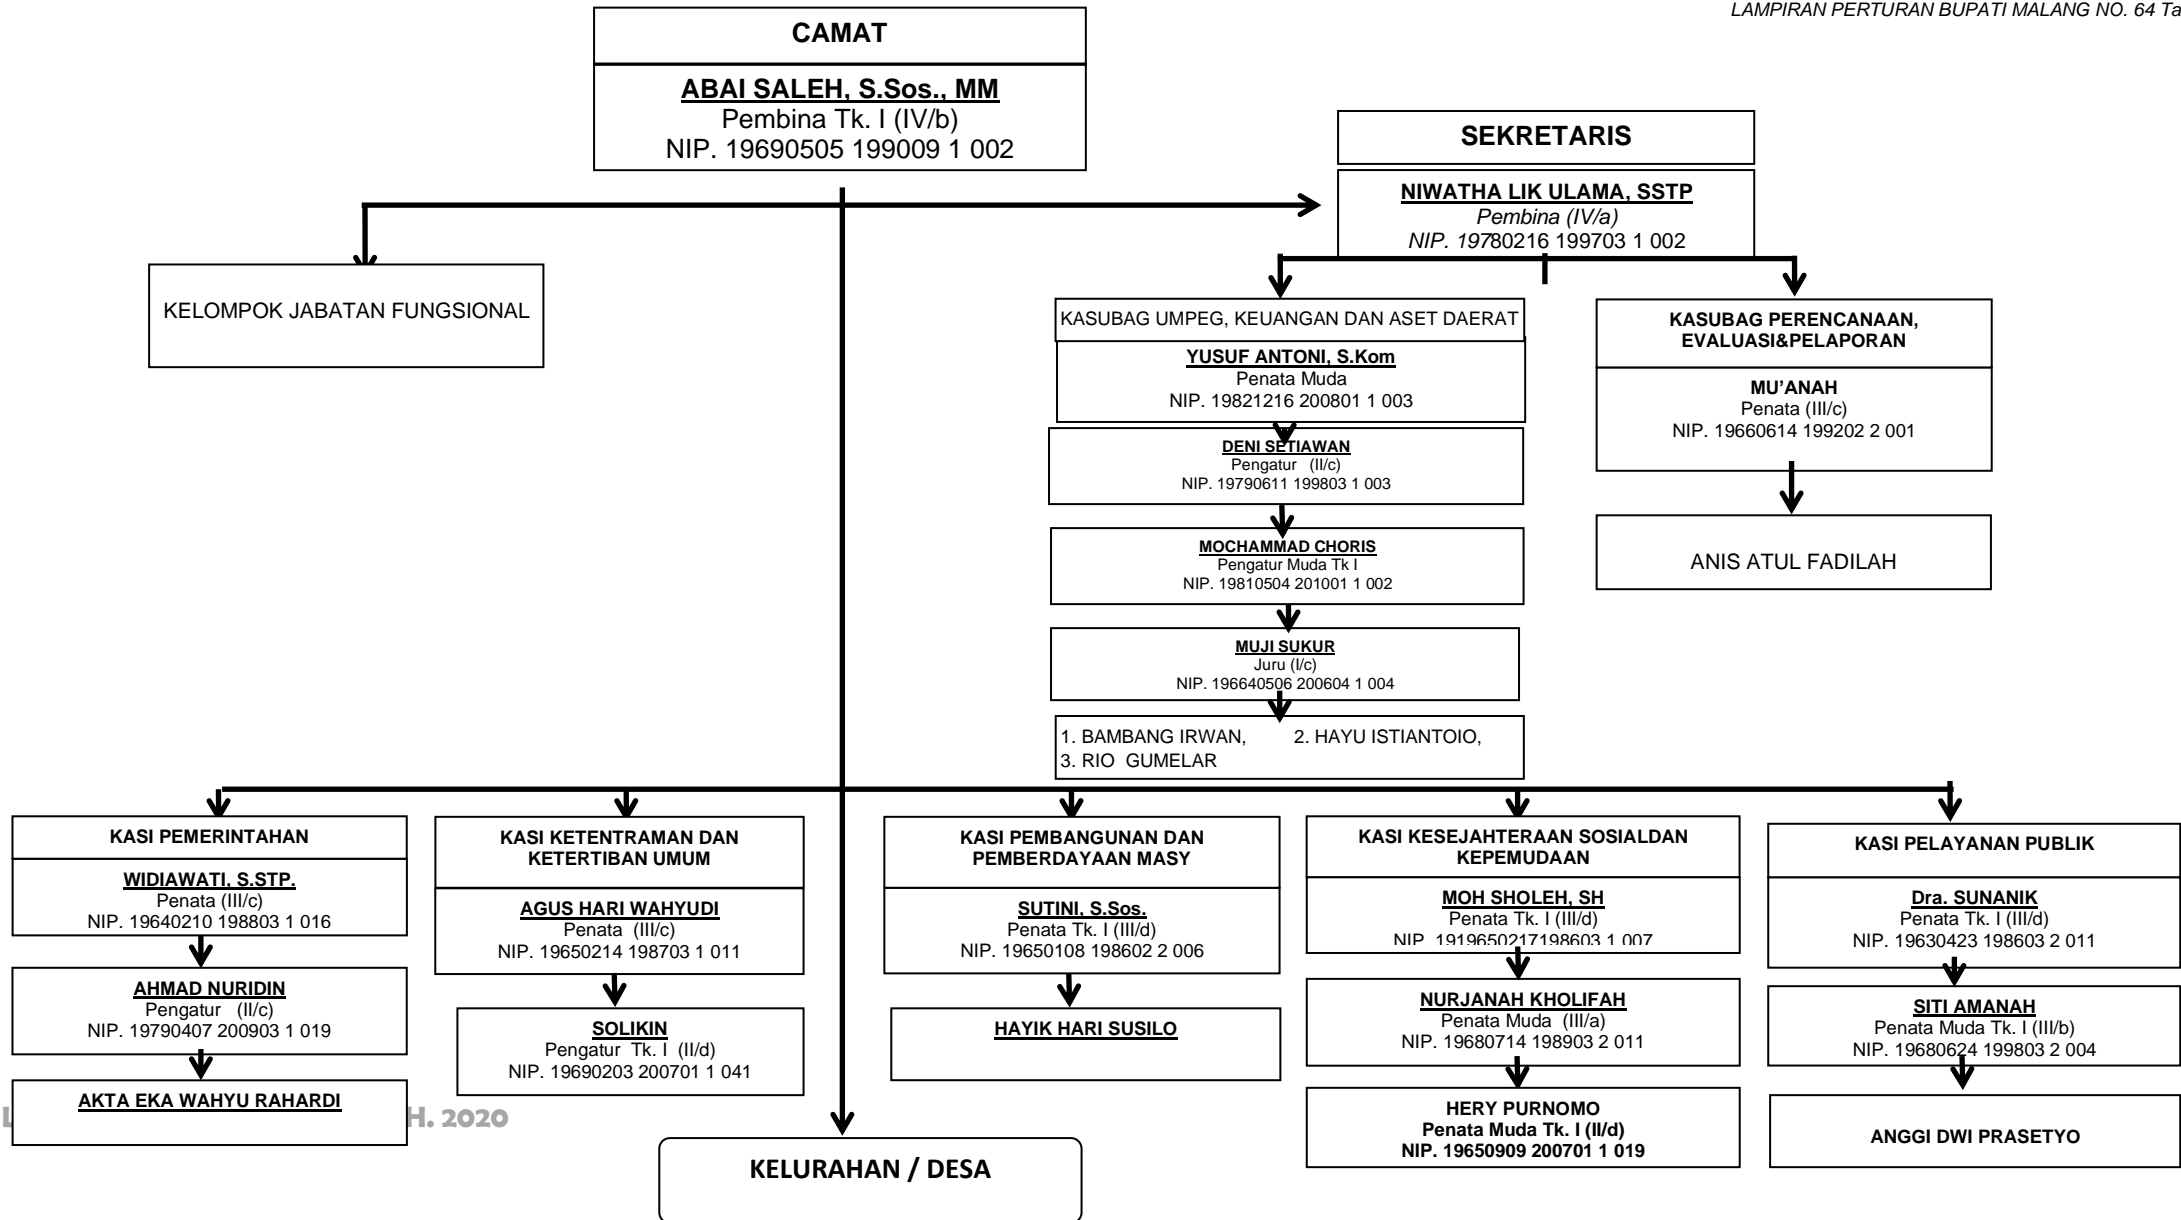 LAMPIRAN PERTURAN BUPATI MALANG NO. 64
CAMAT
ABAI SALEH, S.Sos., MM
Pembina Tk. I (IV/b)
NIP. 19690505 199009 1 002
SEKRETARIS
NIWATHA LIK ULAMA, SSTP
Pembina (IV/a)
NIP. 19780216 199703 1 002
KELOMPOK JABATAN FUNGSIONAL
KASUBAG UMPEG, KEUANGAN DAN ASET DAERAT
YUSUF ANTONI, S.Kom
Penata Muda
NIP. 19821216 200801 1 003
DENI SETIAWAN
Pengatur (II/c)
NIP. 19790611 199803 1 003
MOCHAMMAD CHORIS
Pengatur Muda Tk I
NIP. 19810504 201001 1 002
MUJI SUKUR
Juru (I/c)
NIP. 196640506 200604 1 004
1. BAMBANG IRWAN, 2. HAYU ISTIANTOIO,
3. RIO GUMELAR
KASUBAG PERENCANAAN,
EVALUASI&PELAPORAN
MU’ANAH
Penata (III/c)
NIP. 19660614 199202 2 001
ANIS ATUL FADILAH
KASI PEMERINTAHAN
WIDIAWATI, S.STP.
Penata (III/c)
NIP. 19640210 198803 1 016
AHMAD NURIDIN
Pengatur (II/c)
NIP. 19790407 200903 1 019
AKTA EKA WAHYU RAHARDI
KASI KETENTRAMAN DAN
KETERTIBAN UMUM
AGUS HARI WAHYUDI
Penata (III/c)
NIP. 19650214 198703 1 011
SOLIKIN
Pengatur Tk. I (II/d)
NIP. 19690203 200701 1 041
KASI PEMBANGUNAN DAN
PEMBERDAYAAN MASY
SUTINI, S.Sos.
Penata Tk. I (III/d)
NIP. 19650108 198602 2 006
HAYIK HARI SUSILO
KASI KESEJAHTERAAN SOSIALDAN
KEPEMUDAAN
MOH SHOLEH, SH
Penata Tk. I (III/d)
NIP. 1919650217198603 1 007
NURJANAH KHOLIFAH
Penata Muda (III/a)
NIP. 19680714 198903 2 011
HERY PURNOMO
Penata Muda Tk. I (II/d)
NIP. 19650909 200701 1 019
KASI PELAYANAN PUBLIK
Dra. SUNANIK
Penata Tk. I (III/d)
NIP. 19630423 198603 2 011
SITI AMANAH
Penata Muda Tk. I (III/b)
NIP. 19680624 199803 2 004
ANGGI DWI PRASETYO
H. 2020
KELURAHAN / DESA